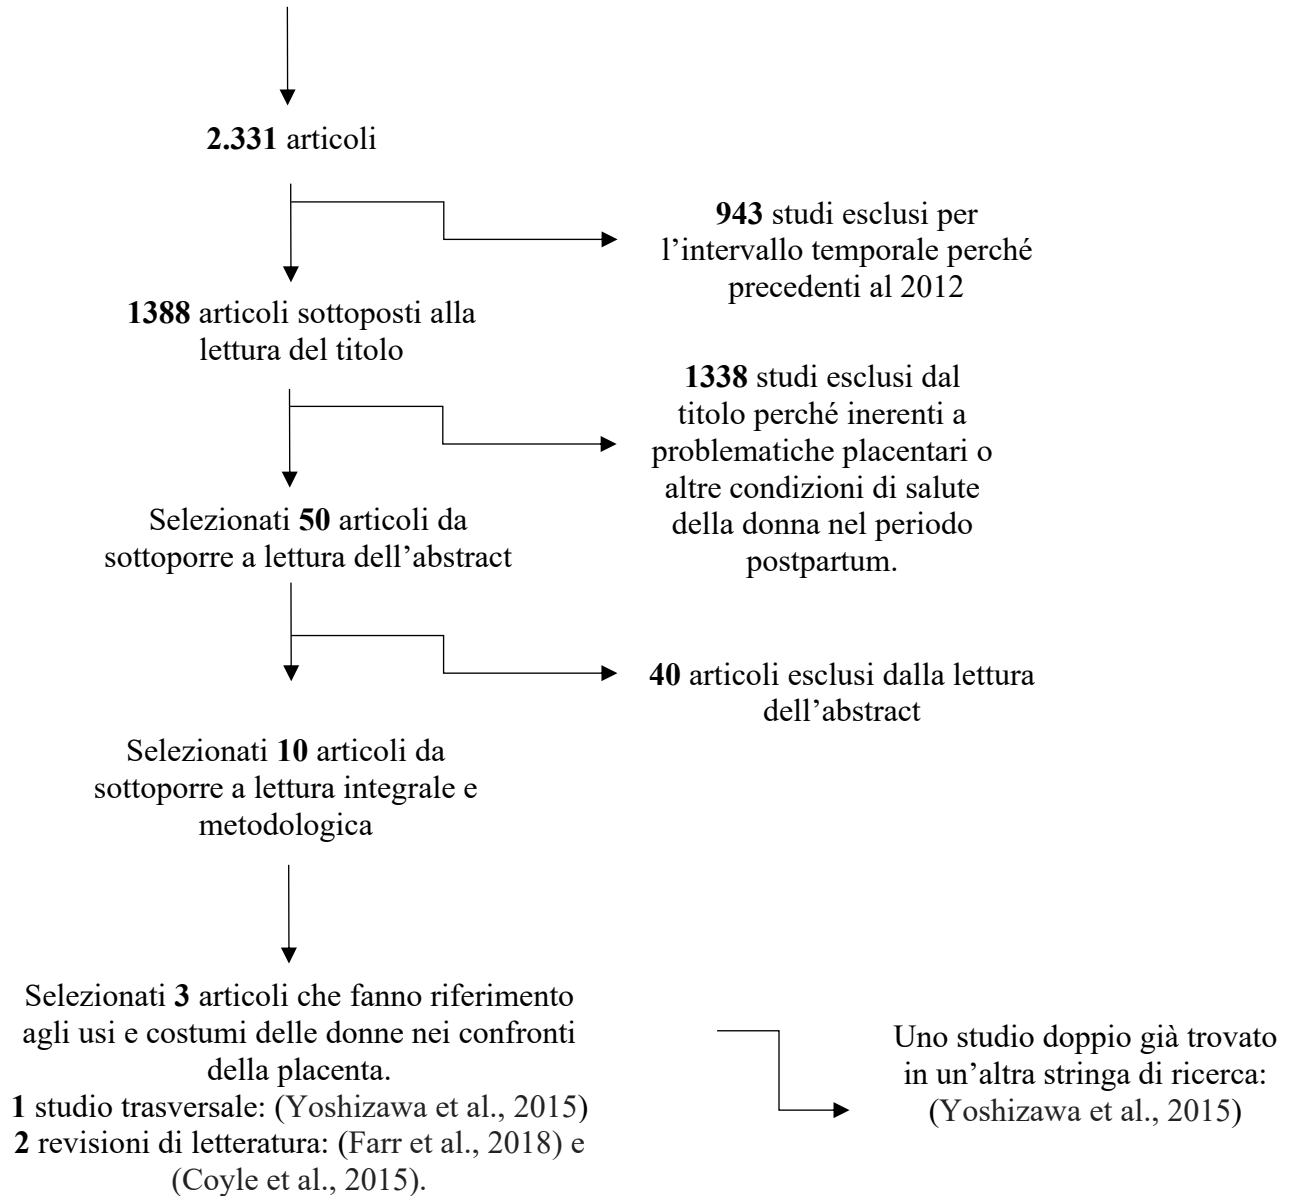 2.331 articoli
943 studi esclusi per
l’intervallo temporale perché
precedenti al 2012
1388 articoli sottoposti alla
lettura del titolo
1338 studi esclusi dal
titolo perché inerenti a
problematiche placentari o
altre condizioni di salute
della donna nel periodo
postpartum.
Selezionati 50 articoli da
sottoporre a lettura dell’abstract
40 articoli esclusi dalla lettura
dell’abstract
Selezionati 10 articoli da
sottoporre a lettura integrale e
metodologica
Selezionati 3 articoli che fanno riferimento
agli usi e costumi delle donne nei confronti
della placenta.
1 studio trasversale: (Yoshizawa et al., 2015)
2 revisioni di letteratura: (Farr et al., 2018) e
(Coyle et al., 2015).
Uno studio doppio già trovato
in un’altra stringa di ricerca:
(Yoshizawa et al., 2015)